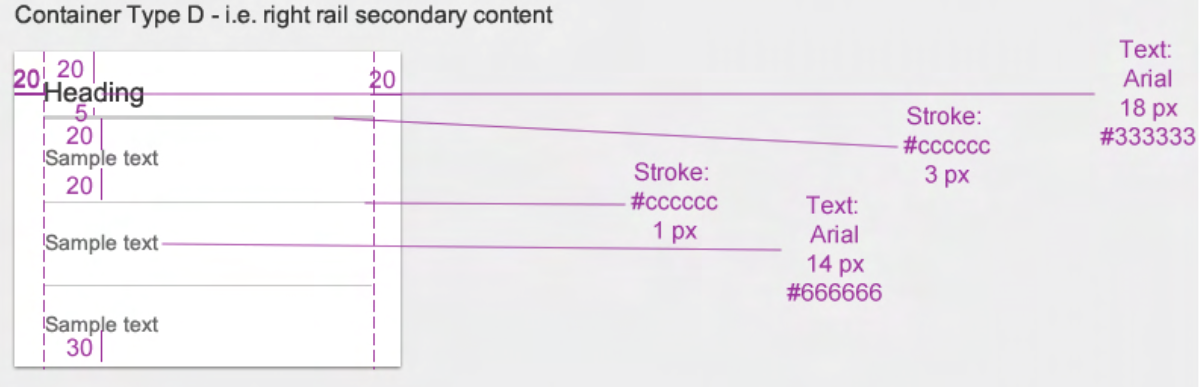 Container Type D - i.e. right rail secondary content
20
20
20
Heading
5
20
Sample text
20
Sample text
Sample text
30
Stroke:
#cccccc
1 px
Text:
Arial
14 px
#666666
Stroke:
#cccccc
3 px
Text:
Arial
18 px
#333333